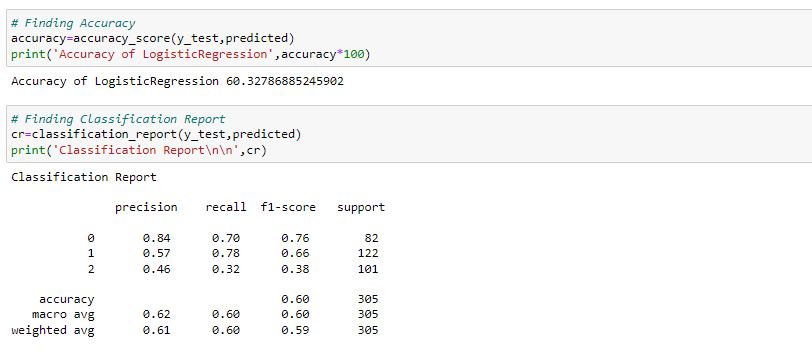 # Finding Accuracy
accuracy=accuracy_score(y_test,predicted)
print('Accuracy of LogisticRegression',accuracy*100)
Accuracy of LogisticRegression 60.32786885245902
# Finding Classification Report
cr=classification_report(y_test,predicted)
print('Classification Report\n\n',cr)
Classification Report
precision recall f1-score support
0 0.84 0.70 0.76 82
1 0.57 0.78 0.66 122
2 0.46 0.32 0.38 101
accuracy 0.60 305
macro avg 0.62 0.60 0.60 305
weighted avg 0.61 0.60 0.59 305